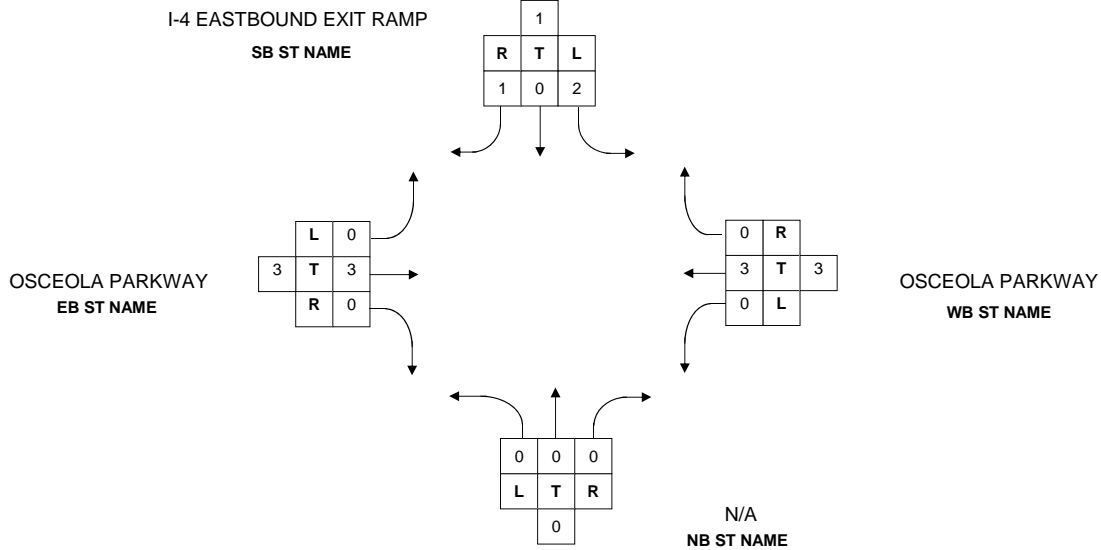 I-4 EASTBOUND EXIT RAMP
SB ST NAME
1
R T L
1 0 2
L 0
3 T 3
R 0
OSCEOLA PARKWAY
EB ST NAME
0 R
3 T 3
0 L
OSCEOLA PARKWAY
WB ST NAME
0 0 0
L T R
0
N/A
NB ST NAME